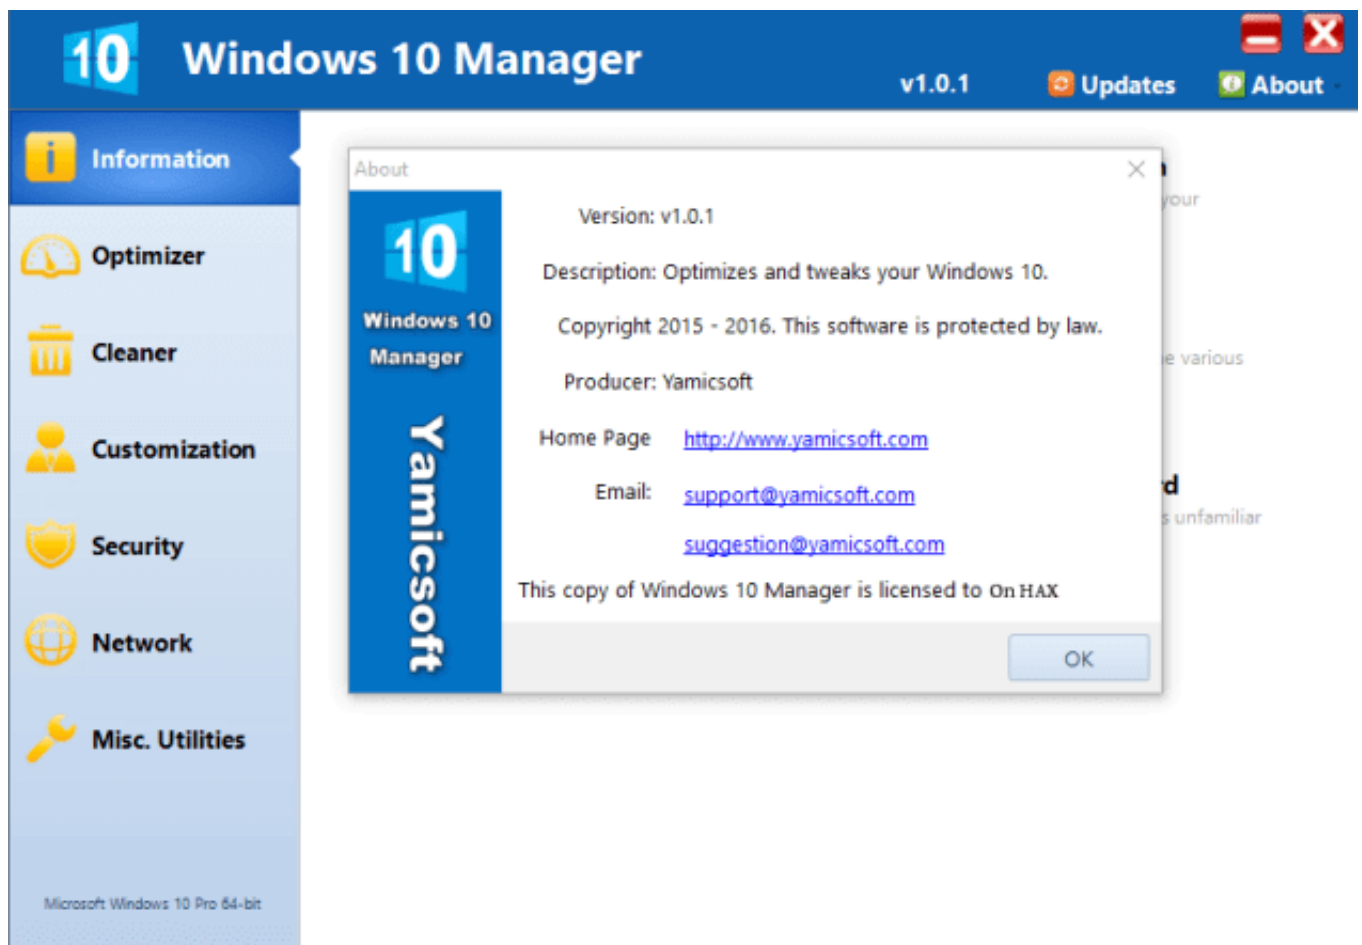 10 Windows 10 Manager
v1.0.1 Updates About
Information
Optimizer
Cleaner
Customization
Security
Network
Misc. Utilities
Microsoft Windows 10 Pro 64-bit
About
10
Windows 10
Manager
Yamicsoft
Version: v1.0.1
Description: Optimizes and tweaks your Windows 10.
Copyright 2015 - 2016. This software is protected by law.
Producer: Yamicsoft
Home Page http://www.yamicsoft.com
Email: support@yamicsoft.com
suggestion@yamicsoft.com
This copy of Windows 10 Manager is licensed to On HAX
OK
your
various
unfamiliar